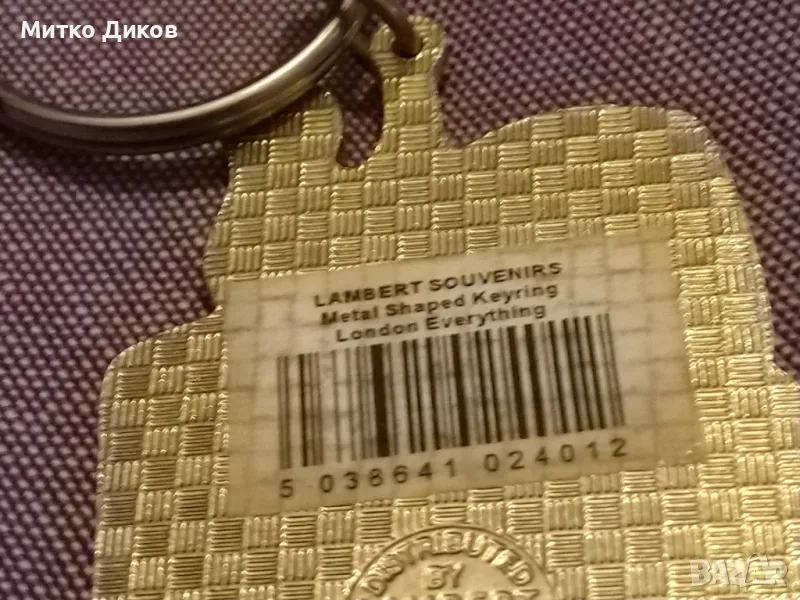 Митко Диков
LAMBERT SOUVENIRS
Metal Shaped Keyring
London Everything
5 038641 024012
DISTRIBUTED
BY